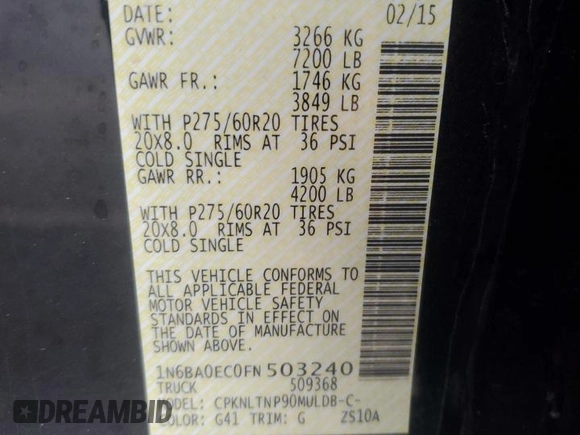 DATE: 02/15
GVWR: 3266 KG
7200 LB
GAWR FR.: 1746 KG
3849 LB
WITH P275/60R20 TIRES
20X8.0 RIMS AT 36 PSI
COLD SINGLE
GAWR RR.: 1905 KG
4200 LB
WITH P275/60R20 TIRES
20X8.0 RIMS AT 36 PSI
COLD SINGLE
THIS VEHICLE CONFORMS TO
ALL APPLICABLE FEDERAL
MOTOR VEHICLE SAFETY
STANDARDS IN EFFECT ON
THE DATE OF MANUFACTURE
SHOWN ABOVE.
1N6BA0EC0FN503240
TRUCK 509368
MODEL: CPKNLTNP90MULDB-C-
COLOR: G41 TRIM: G ZS10A
DREAMBID